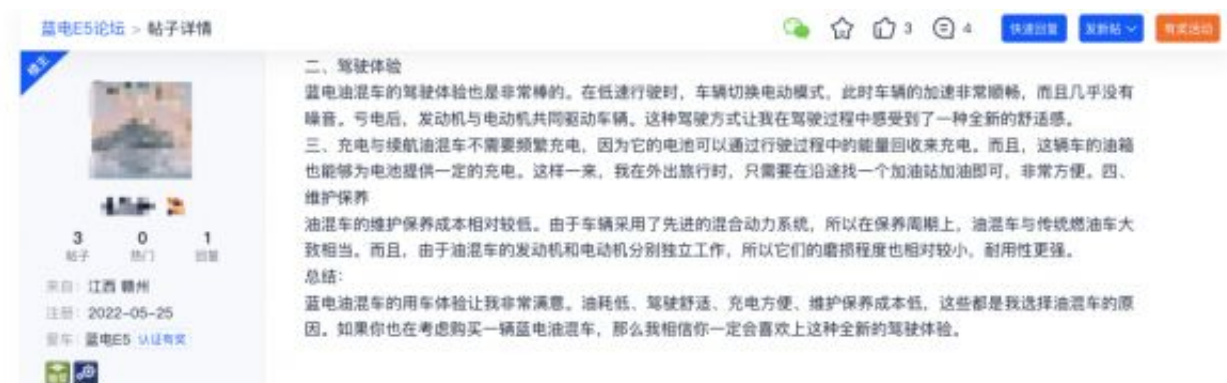 蓝电E5论坛 > 帖子详情
3
4
快速回复
发新帖
有奖活动
楼主
二、驾驶体验
蓝电油混车的驾驶体验也是非常棒的。在低速行驶时，车辆切换电动模式，此时车辆的加速非常顺畅，而且几乎没有
噪音。亏电后，发动机与电动机共同驱动车辆。这种驾驶方式让我在驾驶过程中感受到了一种全新的舒适感。
三、充电与续航油混车不需要频繁充电，因为它的电池可以通过行驶过程中的能量回收来充电。而且，这辆车的油箱
也能够为电池提供一定的充电。这样一来，我在外出旅行时，只需要在沿途找一个加油站加油即可，非常方便。四、
维护保养
油混车的维护保养成本相对较低。由于车辆采用了先进的混合动力系统，所以在保养周期上，油混车与传统燃油车大
致相当。而且，由于油混车的发动机和电动机分别独立工作，所以它们的磨损程度也相对较小，耐用性更强。
总结：
蓝电油混车的用车体验让我非常满意。油耗低、驾驶舒适、充电方便、维护保养成本低，这些都是我选择油混车的原
因。如果你也在考虑购买一辆蓝电油混车，那么我相信你一定会喜欢上这种全新的驾驶体验。
3 0 1
帖子 热门 回复
来自：江西 赣州
注册：2022-05-25
爱车：蓝电E5 认证有奖